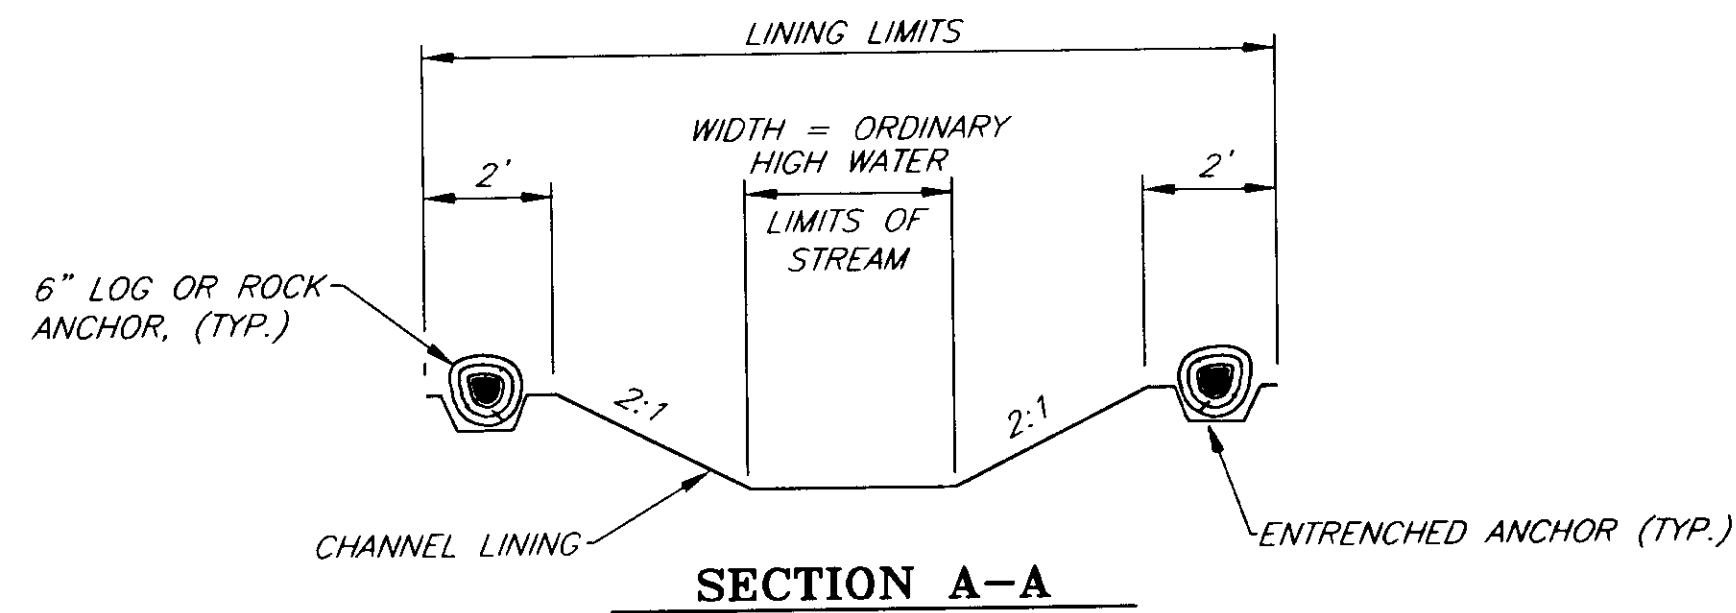 LINING LIMITS
WIDTH = ORDINARY
HIGH WATER
2'
2'
LIMITS OF
STREAM
6" LOG OR ROCK
ANCHOR, (TYP.)
2:1
2:1
CHANNEL LINING
ENTRENCHED ANCHOR (TYP.)
SECTION A-A